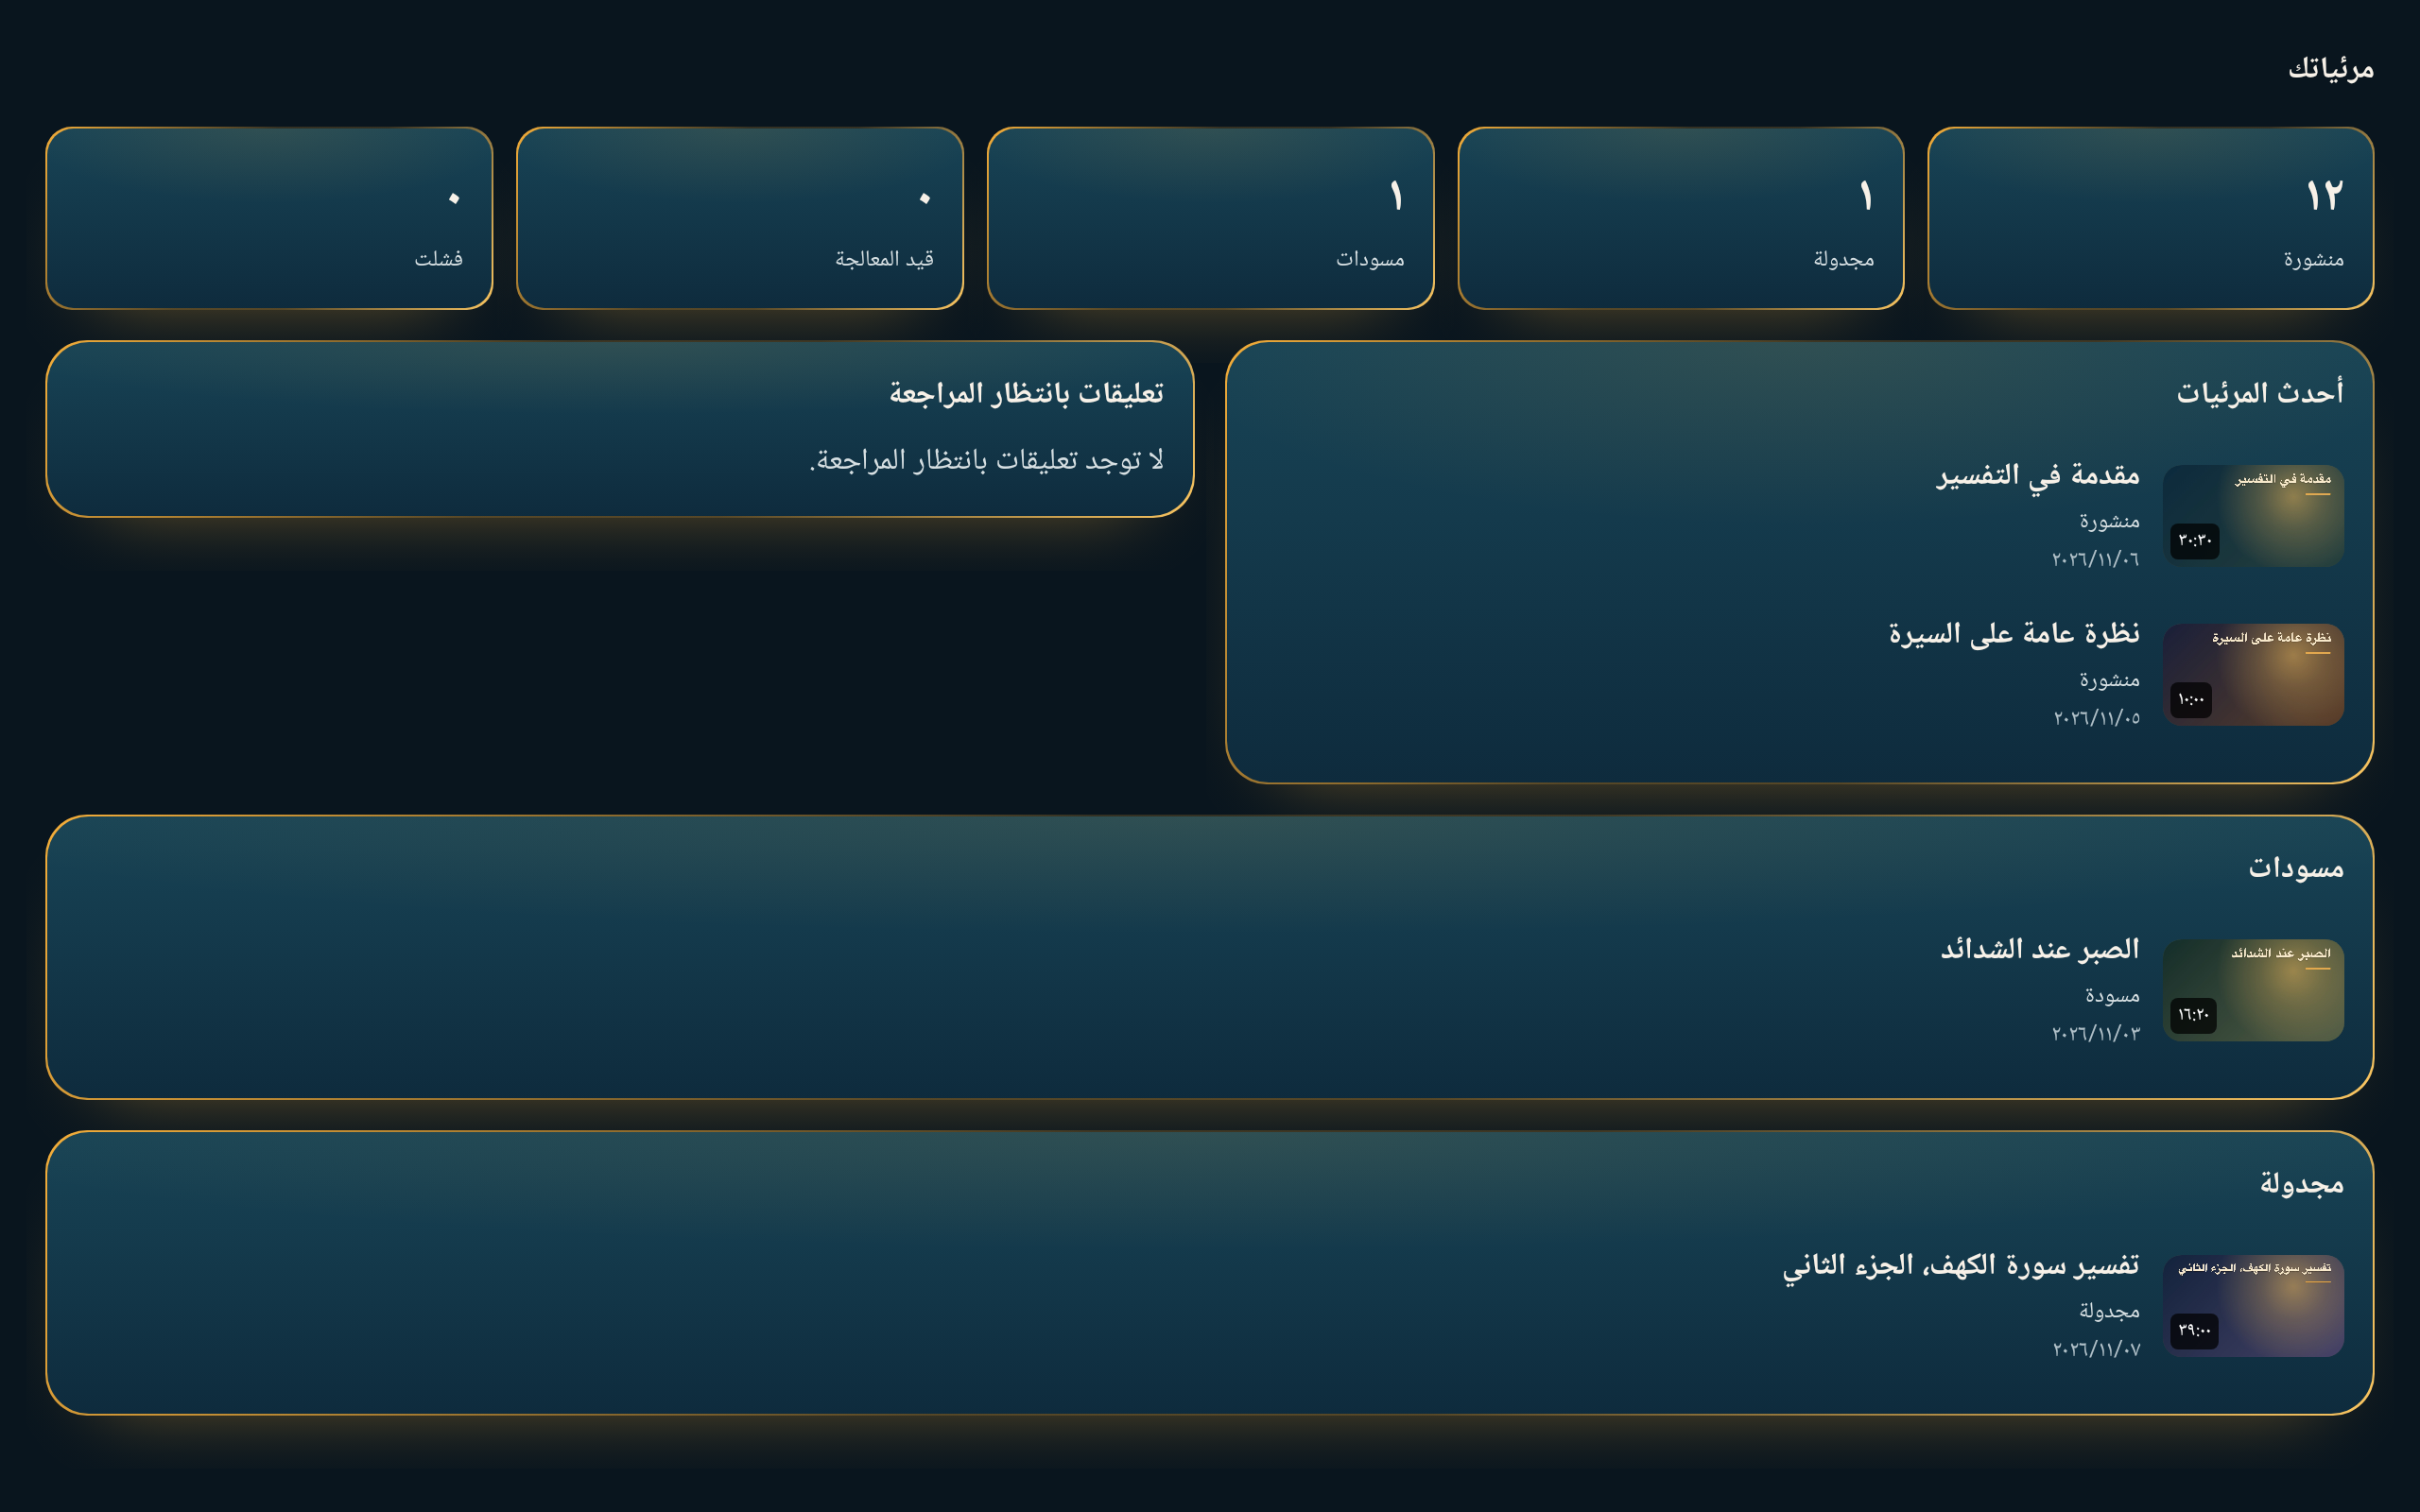 مرئياتك
١٢
منشورة
١
مجدولة
١
مسودات
٠
قيد المعالجة
٠
فشلت
أحدث المرئيات
مقدمة في التفسير
٣٠:٣٠
مقدمة في التفسير
منشورة
٢٠٢٦/١١/٠٦
نظرة عامة على السيرة
١٠:٠٠
نظرة عامة على السيرة
منشورة
٢٠٢٦/١١/٠٥
تعليقات بانتظار المراجعة
لا توجد تعليقات بانتظار المراجعة.
مسودات
الصبر عند الشدائد
١٦:٢٠
الصبر عند الشدائد
مسودة
٢٠٢٦/١١/٠٣
مجدولة
تفسير سورة الكهف، الجزء الثاني
٣٩:٠٠
تفسير سورة الكهف، الجزء الثاني
مجدولة
٢٠٢٦/١١/٠٧